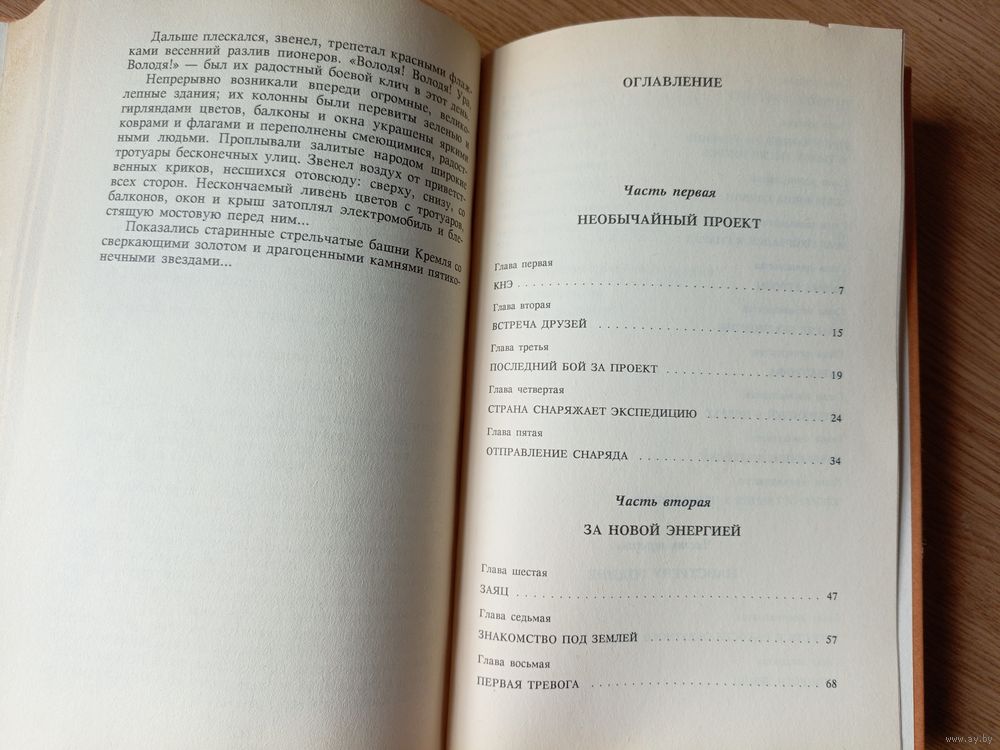 Дальше плескался, звенел, трепетал красными флаж-
ками весенний разлив пионеров. «Володя! Володя! Ура,
Володя!» — был их радостный боевой клич в этот день.
Непрерывно возникали впереди огромные, велико-
лепные здания; их колонны были перевиты зеленью и
гирляндами цветов, балконы и окна украшены яркими
коврами и флагами и переполнены смеющимися, радост-
ными людьми. Проплывали залитые народом широкие
тротуары бесконечных улиц. Звенел воздух от приветст-
венных криков, несшихся отовсюду: сверху, снизу, со
всех сторон. Нескончаемый ливень цветов с тротуаров,
балконов, окон и крыш затоплял электромобиль и бле-
стящую мостовую перед ним...
Показались старинные стрельчатые башни Кремля со
сверкающими золотом и драгоценными камнями пятико-
нечными звездами...
ОГЛАВЛЕНИЕ
Часть первая
НЕОБЫЧАЙНЫЙ ПРОЕКТ
Глава первая
КНЭ . . . . . . . . . . . . . . . . . . . . 7
Глава вторая
ВСТРЕЧА ДРУЗЕЙ . . . . . . . . . . . . . . . . . . . . 15
Глава третья
ПОСЛЕДНИЙ БОЙ ЗА ПРОЕКТ . . . . . . . . . . . . . . 19
Глава четвертая
СТРАНА СНАРЯЖАЕТ ЭКСПЕДИЦИЮ . . . . . . . . . . 24
Глава пятая
ОТПРАВЛЕНИЕ СНАРЯДА . . . . . . . . . . . . . . . . 34
Часть вторая
ЗА НОВОЙ ЭНЕРГИЕЙ
Глава шестая
ЗАЯЦ . . . . . . . . . . . . . . . . . . . . 47
Глава седьмая
ЗНАКОМСТВО ПОД ЗЕМЛЕЙ . . . . . . . . . . . . . . 57
Глава восьмая
ПЕРВАЯ ТРЕВОГА . . . . . . . . . . . . . . . . . . . . 68
www.ay.by